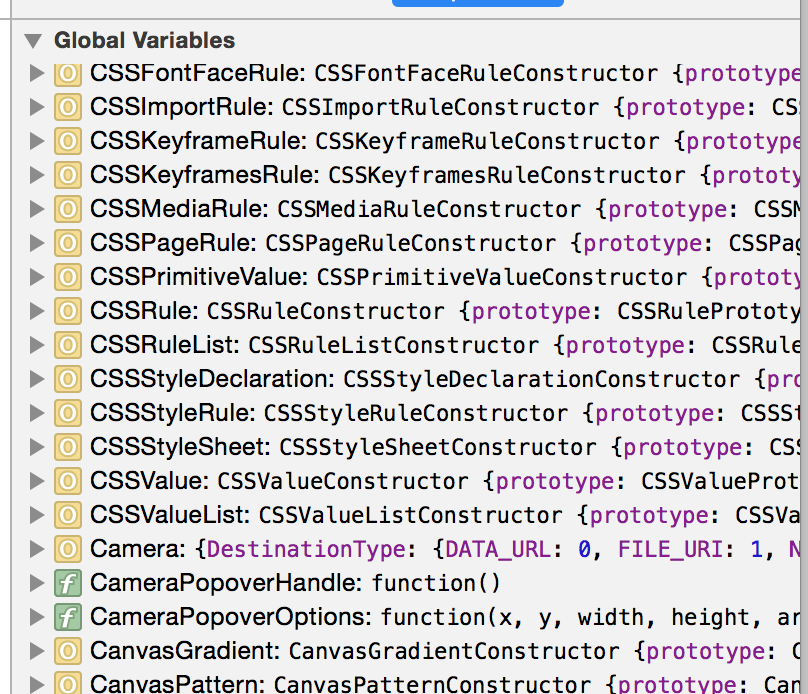 Global Variables
CSSFontFaceRule: CSSFontFaceRuleConstructor {prototype
CSSImportRule: CSSImportRuleConstructor {prototype: CS
CSSKeyframeRule: CSSKeyframeRuleConstructor {prototype
CSSKeyframesRule: CSSKeyframesRuleConstructor {prototy
CSSMediaRule: CSSMediaRuleConstructor {prototype: CSSM
CSSPageRule: CSSPageRuleConstructor {prototype: CSSPag
CSSPrimitiveValue: CSSPrimitiveValueConstructor {prototy
CSSRule: CSSRuleConstructor {prototype: CSSRulePrototy
CSSRuleList: CSSRuleListConstructor {prototype: CSSRule
CSSStyleDeclaration: CSSStyleDeclarationConstructor {pro
CSSStyleRule: CSSStyleRuleConstructor {prototype: CSSSt
CSSStyleSheet: CSSStyleSheetConstructor {prototype: CSS
CSSValue: CSSValueConstructor {prototype: CSSValueProt
CSSValueList: CSSValueListConstructor {prototype: CSSVa
Camera: {DestinationType: {DATA_URL: 0, FILE_URI: 1, N
CameraPopoverHandle: function()
CameraPopoverOptions: function(x, y, width, height, ar
CanvasGradient: CanvasGradientConstructor {prototype: C
CanvasPattern: CanvasPatternConstructor {prototype: Can